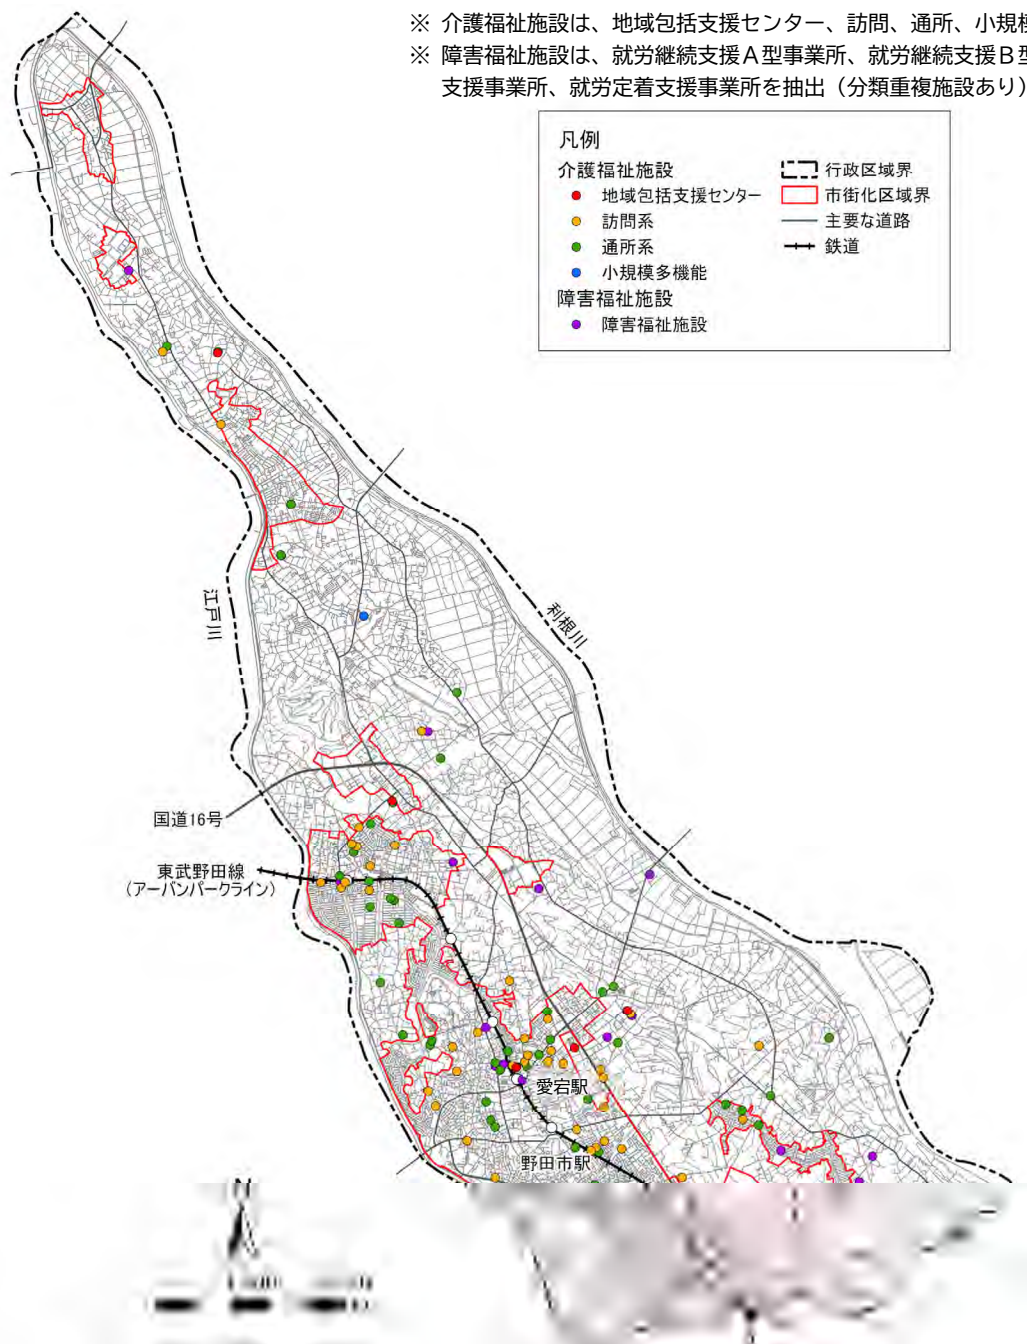 ※ 介護福祉施設は、地域包括支援センター、訪問、通所、小規模
※ 障害福祉施設は、就労継続支援A型事業所、就労継続支援B型
支援事業所、就労定着支援事業所を抽出（分類重複施設あり）
凡例
介護福祉施設
地域包括支援センター
訪問系
通所系
小規模多機能
障害福祉施設
障害福祉施設
行政区域界
市街化区域界
主要な道路
鉄道
江戸川
利根川
国道16号
東武野田線
（アーバンパークライン）
愛宕駅
野田市駅
N